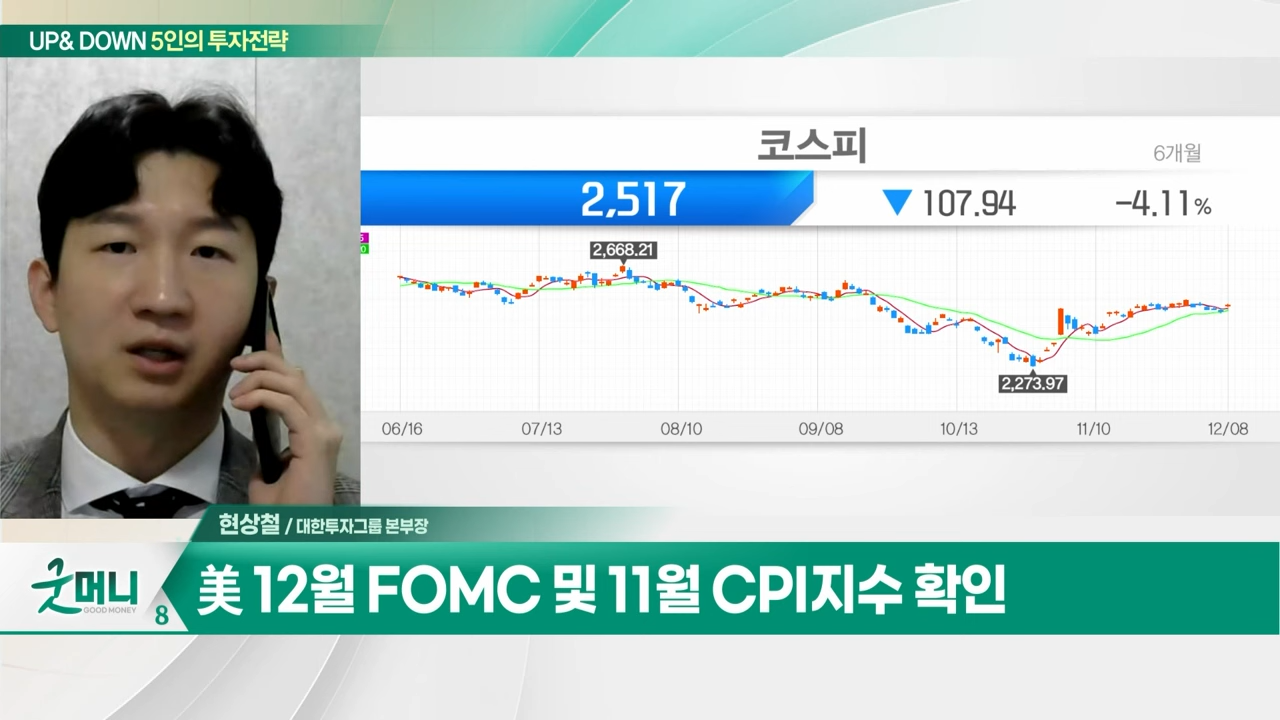 UP& DOWN 5인의 투자전략
코스피
6개월
2,517
▼ 107.94
-4.11%
2,668.21
2,273.97
06/16 07/13 08/10 09/08 10/13 11/10 12/08
현상철 / 대한투자그룹 본부장
굿머니
GOOD MONEY
8
美 12월 FOMC 및 11월 CPI지수 확인